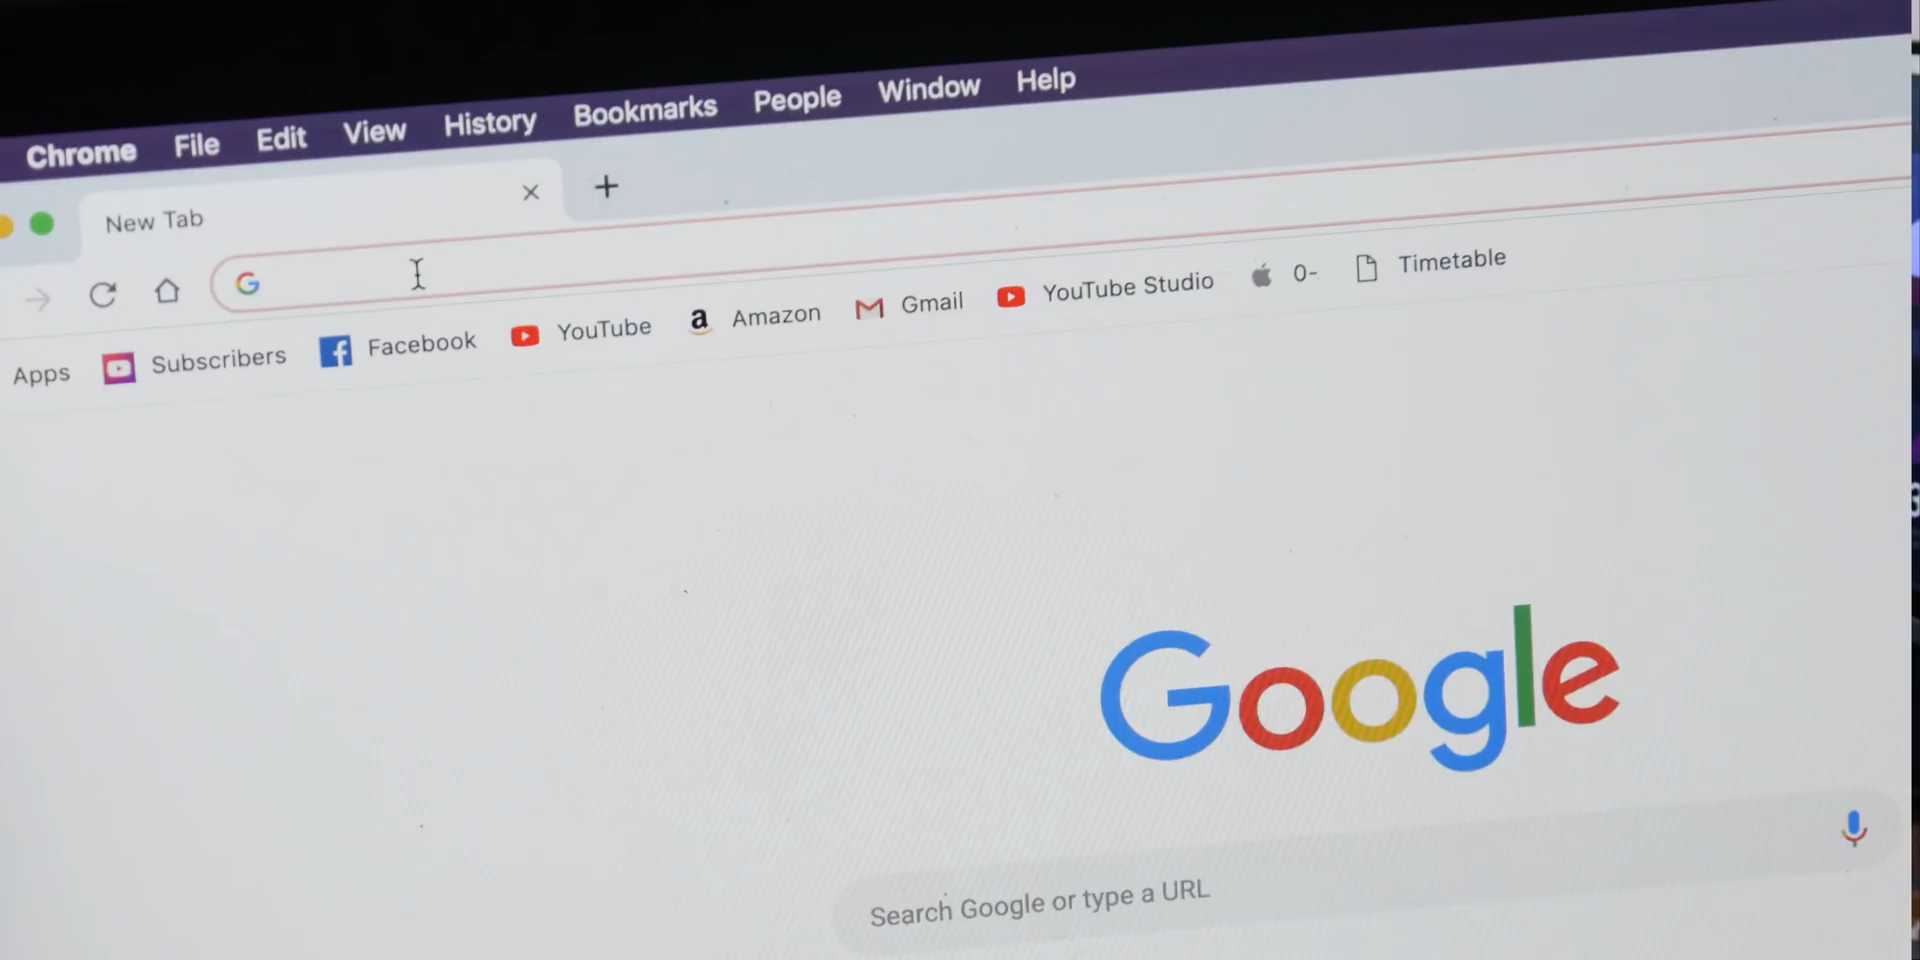 Chrome File Edit View History Bookmarks People Window Help
New Tab
Apps Subscribers Facebook YouTube Amazon Gmail YouTube Studio 0- Timetable
Google
Search Google or type a URL